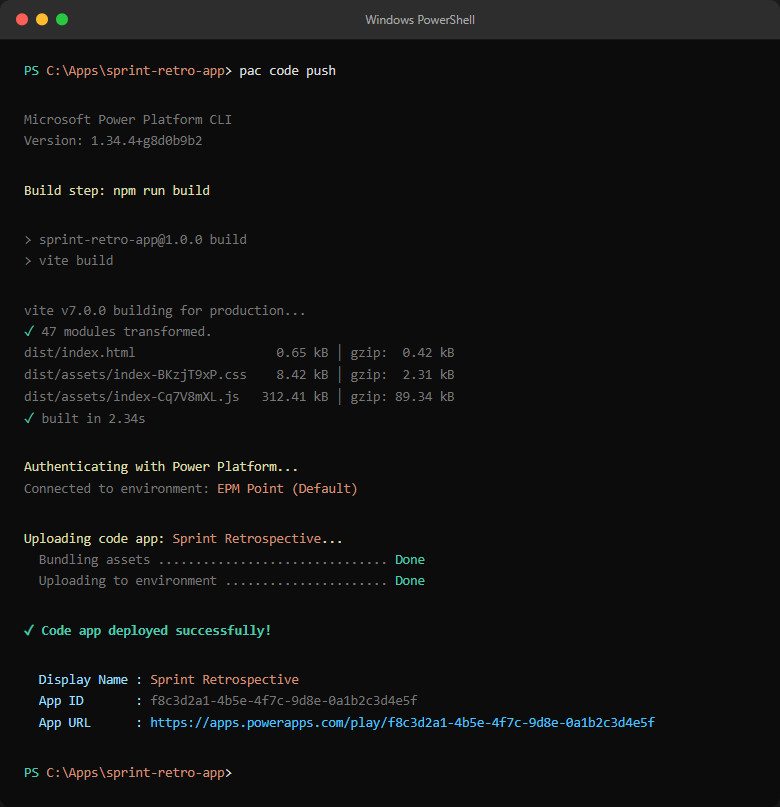 Windows PowerShell
PS C:\Apps\sprint-retro-app> pac code push
Microsoft Power Platform CLI
Version: 1.34.4+g8d0b9b2
Build step: npm run build
> sprint-retro-app@1.0.0 build
> vite build
vite v7.0.0 building for production...
✓ 47 modules transformed.
dist/index.html                   0.65 kB │ gzip:  0.42 kB
dist/assets/index-BKzjT9xP.css    8.42 kB │ gzip:  2.31 kB
dist/assets/index-Cq7V8mXL.js   312.41 kB │ gzip: 89.34 kB
✓ built in 2.34s
Authenticating with Power Platform...
Connected to environment: EPM Point (Default)
Uploading code app: Sprint Retrospective...
  Bundling assets ............................... Done
  Uploading to environment ...................... Done
✓ Code app deployed successfully!
  Display Name : Sprint Retrospective
  App ID       : f8c3d2a1-4b5e-4f7c-9d8e-0a1b2c3d4e5f
  App URL      : https://apps.powerapps.com/play/f8c3d2a1-4b5e-4f7c-9d8e-0a1b2c3d4e5f
PS C:\Apps\sprint-retro-app>